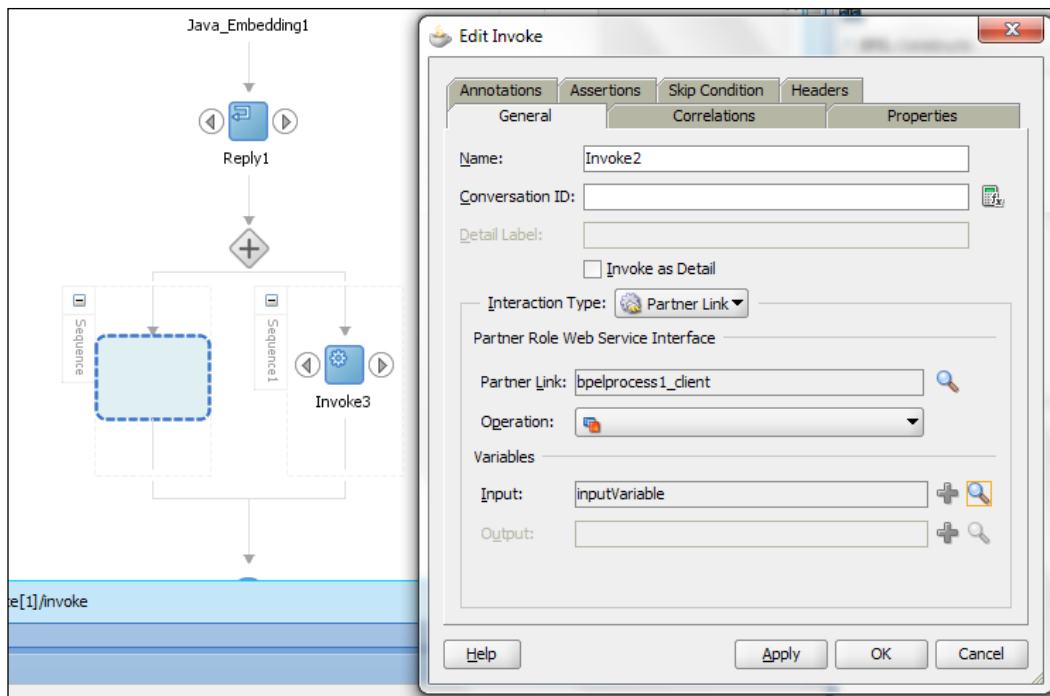 Java_Embedding1
Reply1
Sequence
Sequence1
Invoke3
te[1]/invoke
Edit Invoke
Annotations Assertions Skip Condition Headers
General Correlations Properties
Name: Invoke2
Conversation ID:
Detail Label:
Invoke as Detail
Interaction Type: Partner Link
Partner Role Web Service Interface
Partner Link: bpelprocess1_client
Operation:
Variables
Input: inputVariable
Output:
Help Apply OK Cancel